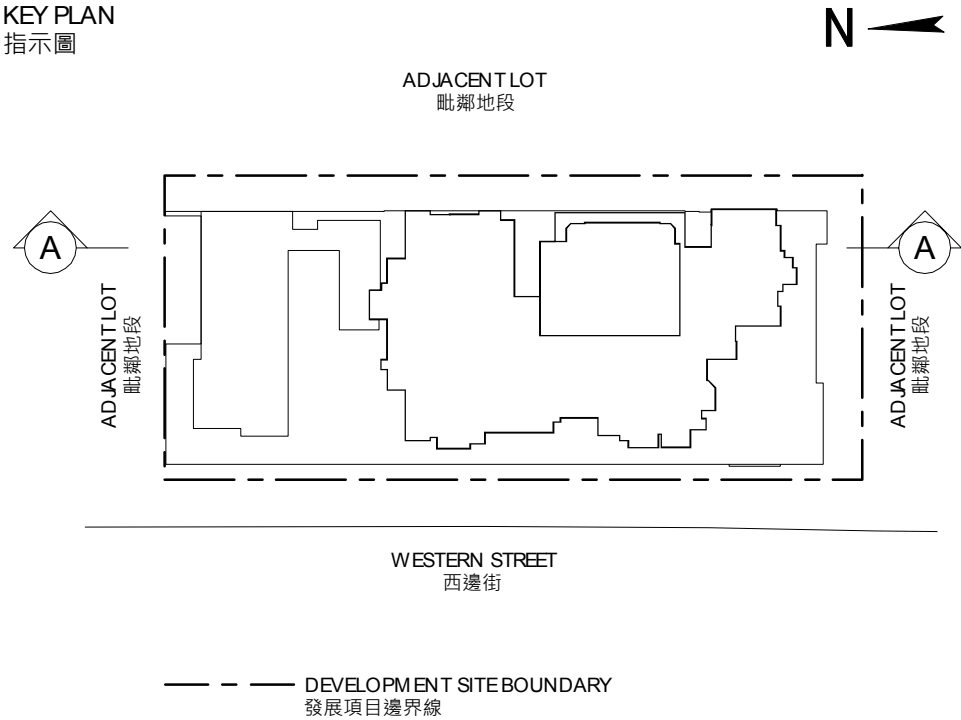 KEY PLAN
指示圖
N
ADJACENT LOT
毗鄰地段
A
A
ADJACENT LOT
毗鄰地段
ADJACENT LOT
毗鄰地段
WESTERN STREET
西邊街
DEVELOPMENT SITE BOUNDARY
發展項目邊界線